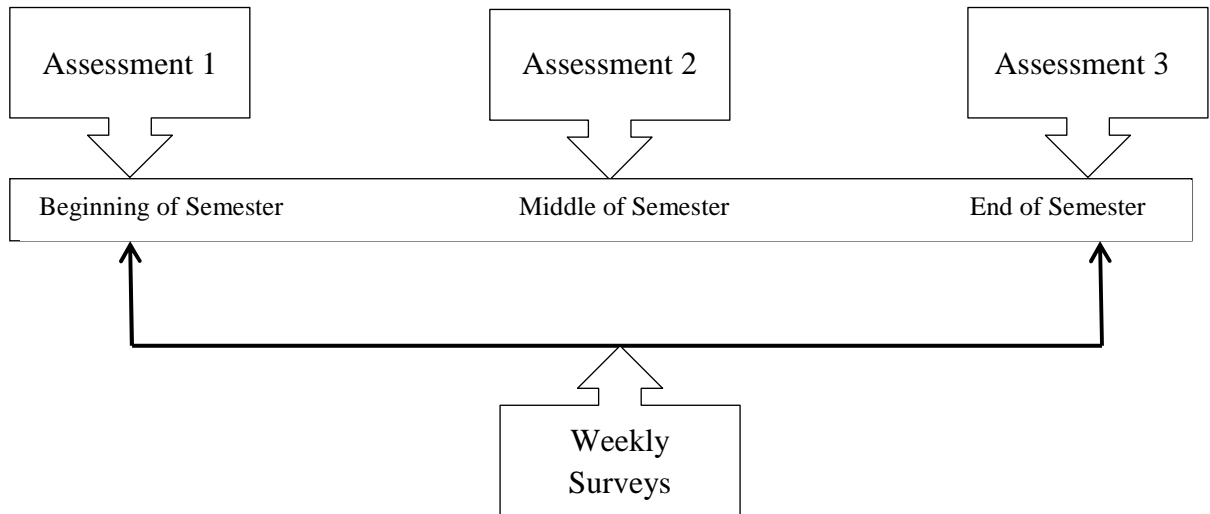 Assessment 1
Assessment 2
Assessment 3
Beginning of Semester
Middle of Semester
End of Semester
Weekly
Surveys